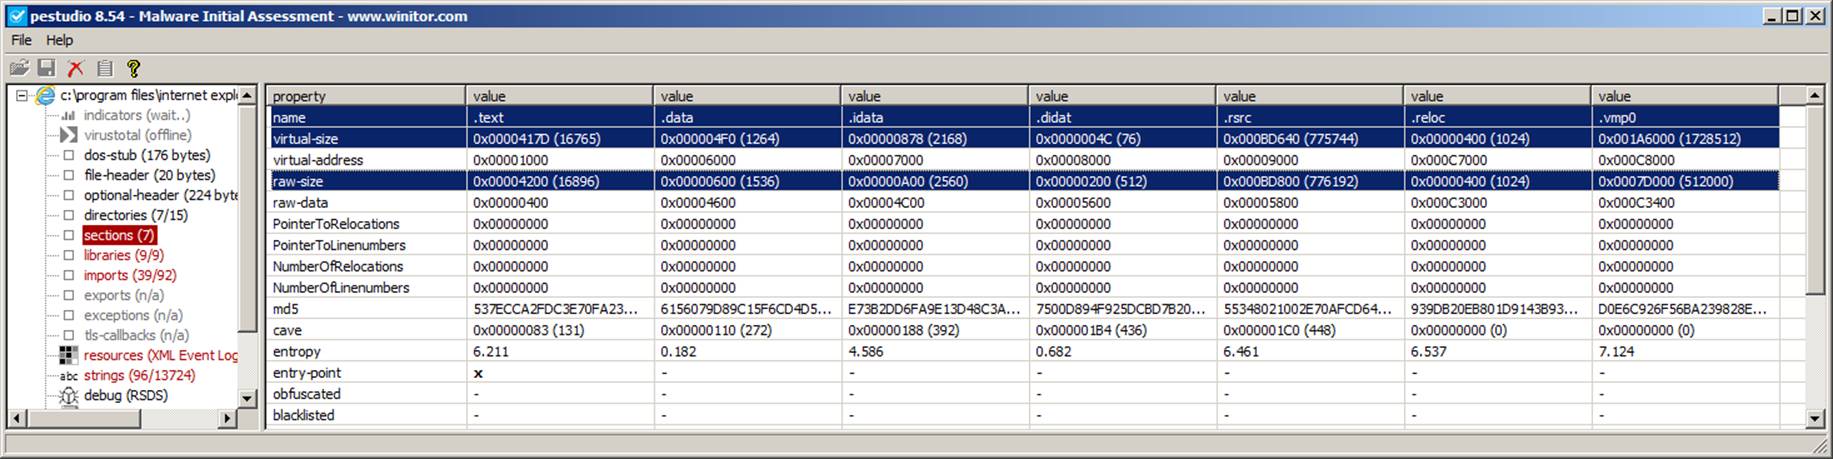 pestudio 8.54 - Malware Initial Assessment - www.winitor.com
File Help
c:\program files\internet explo
indicators (wait..)
virustotal (offline)
dos-stub (176 bytes)
file-header (20 bytes)
optional-header (224 byte
directories (7/15)
sections (7)
libraries (9/9)
imports (39/92)
exports (n/a)
exceptions (n/a)
tls-callbacks (n/a)
resources (XML Event Log
abc strings (96/13724)
debug (RSDS)
property value value value value value value value
name .text .data .idata .didat .rsrc .reloc .vmp0
virtual-size 0x0000417D (16765) 0x000004F0 (1264) 0x00000878 (2168) 0x0000004C (76) 0x000BD640 (775744) 0x00000400 (1024) 0x001A6000 (1728512)
virtual-address 0x00001000 0x00006000 0x00007000 0x00008000 0x00009000 0x000C7000 0x000C8000
raw-size 0x00004200 (16896) 0x00000600 (1536) 0x00000A00 (2560) 0x00000200 (512) 0x000BD800 (776192) 0x00000400 (1024) 0x0007D000 (512000)
raw-data 0x00000400 0x00004600 0x00004C00 0x00005600 0x00005800 0x000C3000 0x000C3400
PointerToRelocations 0x00000000 0x00000000 0x00000000 0x00000000 0x00000000 0x00000000 0x00000000
PointerToLinenumbers 0x00000000 0x00000000 0x00000000 0x00000000 0x00000000 0x00000000 0x00000000
NumberOfRelocations 0x00000000 0x00000000 0x00000000 0x00000000 0x00000000 0x00000000 0x00000000
NumberOfLinenumbers 0x00000000 0x00000000 0x00000000 0x00000000 0x00000000 0x00000000 0x00000000
md5 537ECCA2FDC3E70FA23... 6156079D89C15F6CD4D5... E73B2DD6FA9E13D48C3A... 7500D894F925DCBD7B20... 55348021002E70AFCD64... 939DB20EB801D9143B93... D0E6C926F56BA239828E...
cave 0x00000083 (131) 0x00000110 (272) 0x00000188 (392) 0x000001B4 (436) 0x000001C0 (448) 0x00000000 (0) 0x00000000 (0)
entropy 6.211 0.182 4.586 0.682 6.461 6.537 7.124
entry-point x - - - - - -
obfuscated - - - - - - -
blacklisted - - - - - - -